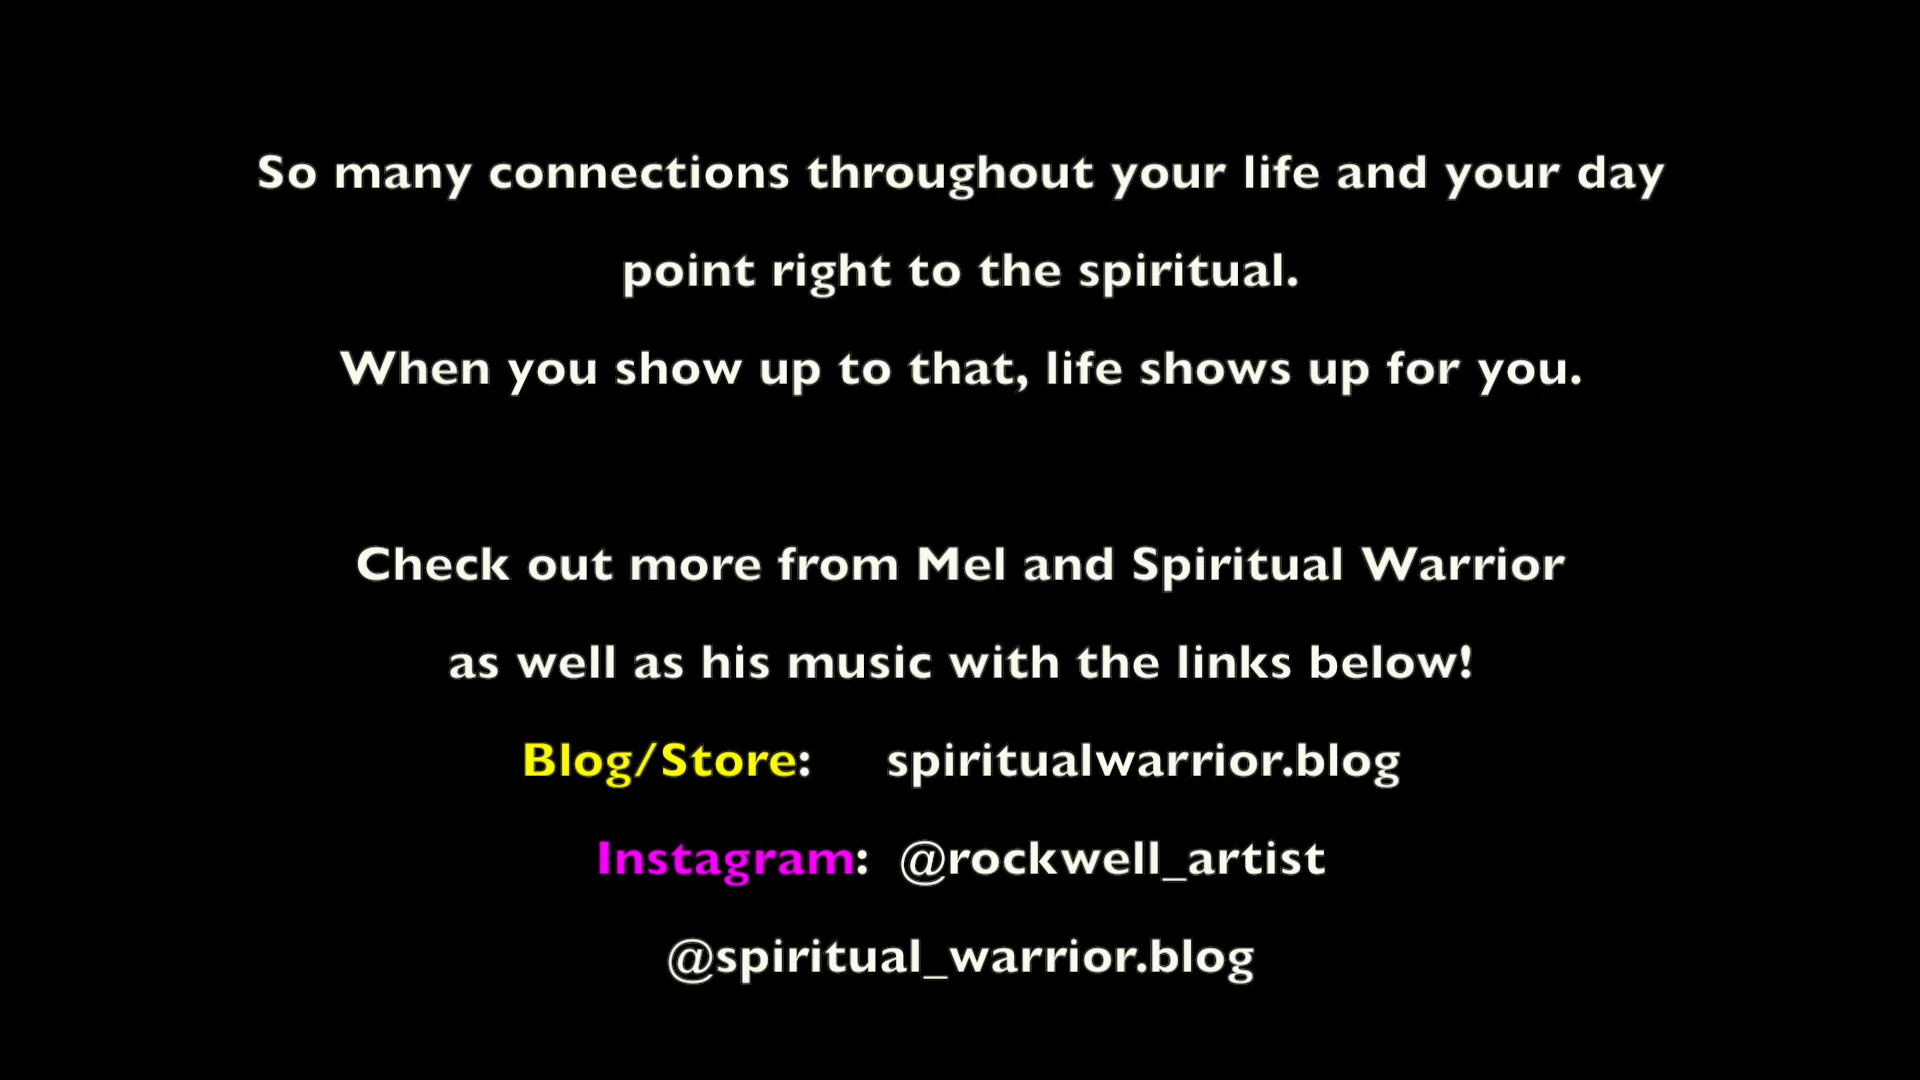 So many connections throughout your life and your day
point right to the spiritual.
When you show up to that, life shows up for you.
Check out more from Mel and Spiritual Warrior
as well as his music with the links below!
Blog/Store: spiritualwarrior.blog
Instagram: @rockwell_artist
@spiritual_warrior.blog